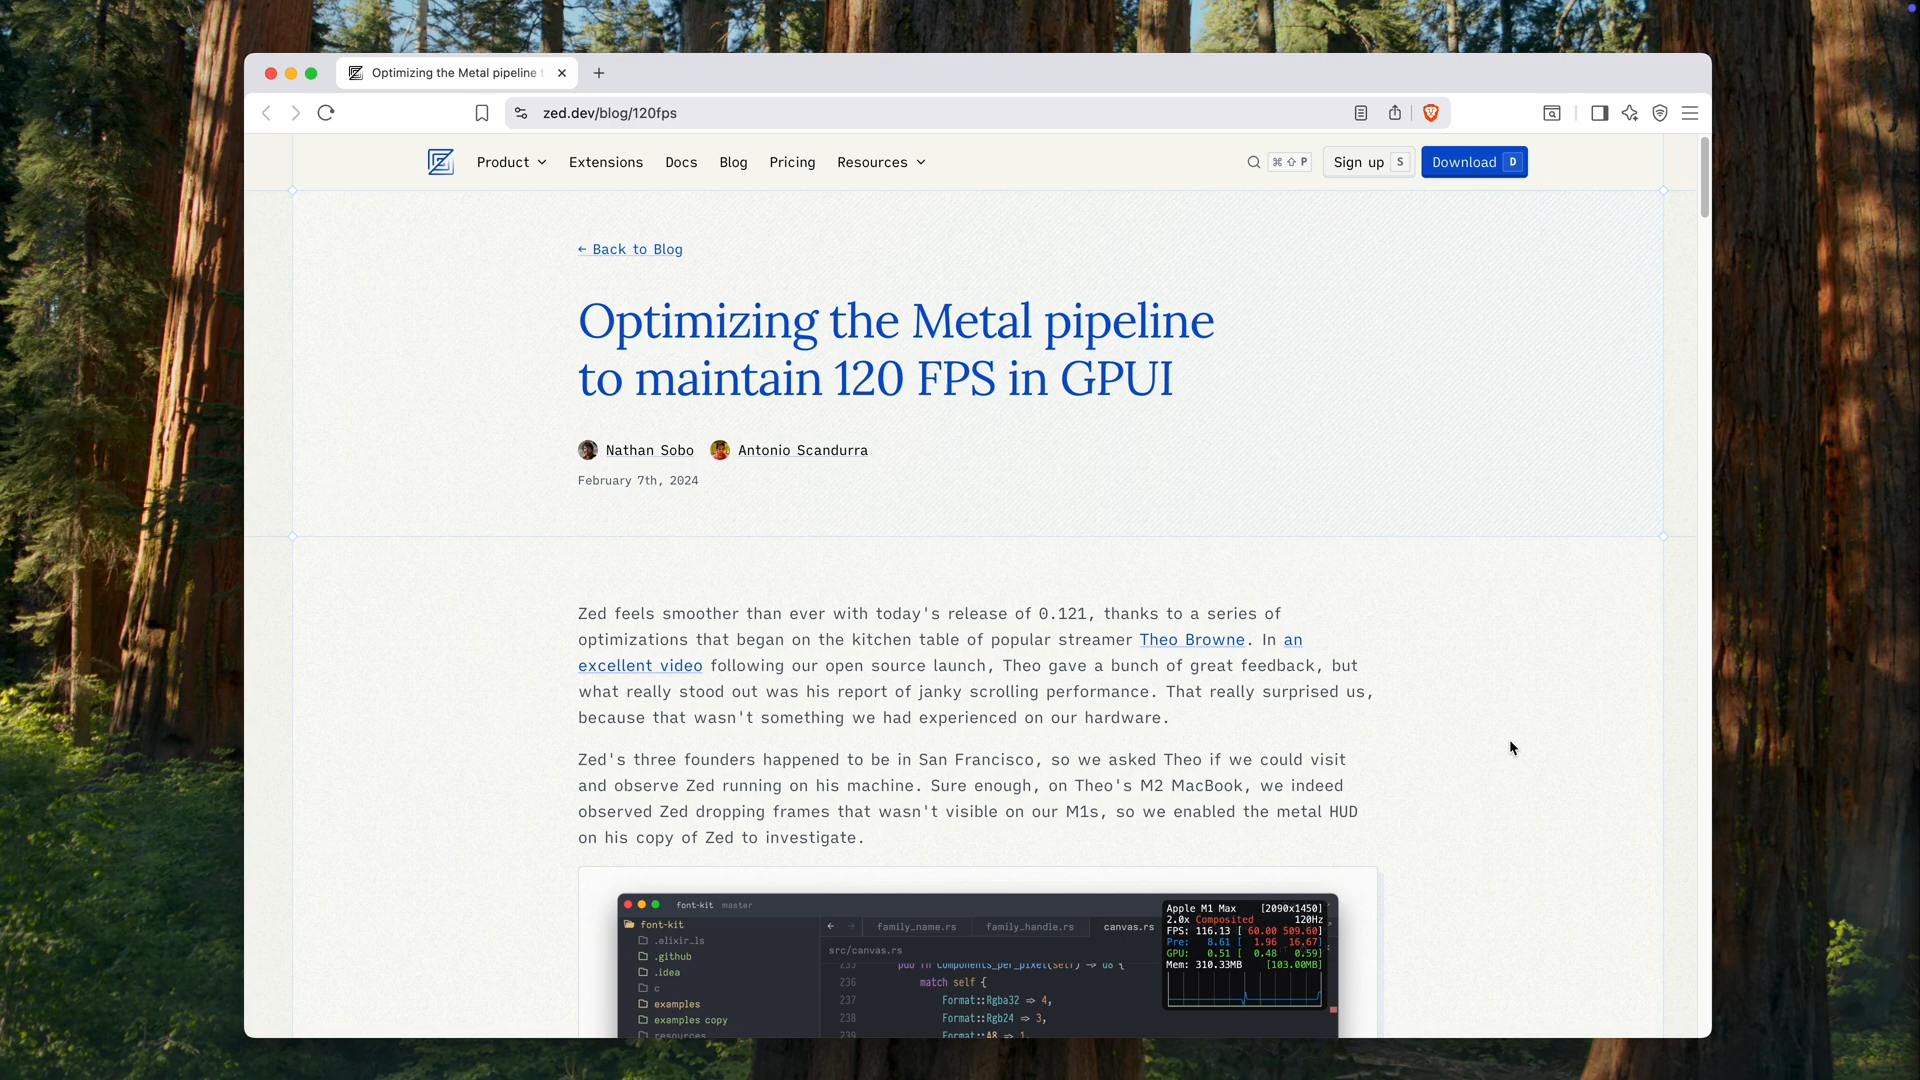 Optimizing the Metal pipeline
zed.dev/blog/120fps
Product Extensions Docs Blog Pricing Resources ⌘ ⇧ P Sign up S Download D
← Back to Blog
Optimizing the Metal pipeline
to maintain 120 FPS in GPUI
Nathan Sobo Antonio Scandurra
February 7th, 2024
Zed feels smoother than ever with today's release of 0.121, thanks to a series of
optimizations that began on the kitchen table of popular streamer Theo Browne. In an
excellent video following our open source launch, Theo gave a bunch of great feedback, but
what really stood out was his report of janky scrolling performance. That really surprised us,
because that wasn't something we had experienced on our hardware.
Zed's three founders happened to be in San Francisco, so we asked Theo if we could visit
and observe Zed running on his machine. Sure enough, on Theo's M2 MacBook, we indeed
observed Zed dropping frames that wasn't visible on our M1s, so we enabled the metal HUD
on his copy of Zed to investigate.
font-kit master
font-kit
.elixir_ls
.github
.idea
c
examples
examples copy
resources
← → family_name.rs family_handle.rs canvas.rs
src/canvas.rs
235 pub fn components_per_pixel(self) -> u8 {
236 match self {
237 Format::Rgba32 => 4,
238 Format::Rgb24 => 3,
239 Format::A8 => 1,
Apple M1 Max [2090x1450]
2.0x Composited 120Hz
FPS: 116.13 [ 60.00 509.60]
Pre: 8.61 [ 1.96 16.67]
GPU: 0.51 [ 0.48 0.59]
Mem: 310.33MB [103.00MB]